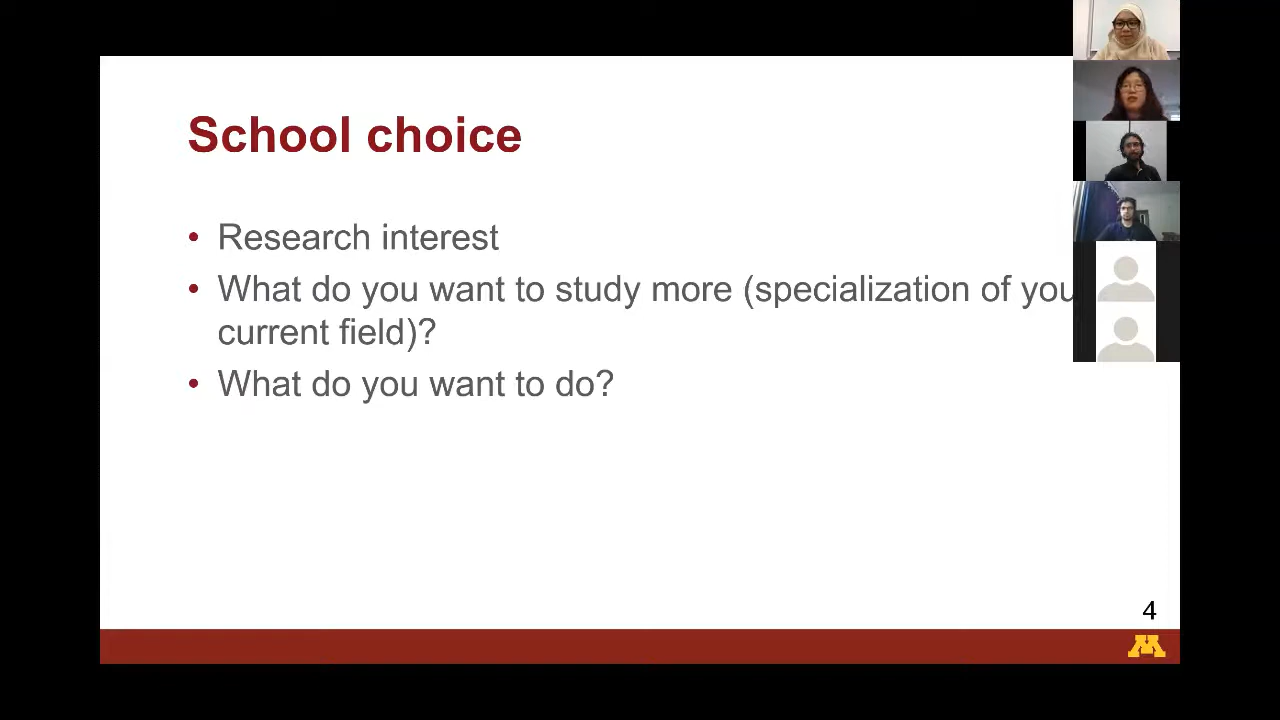 School choice
• Research interest
• What do you want to study more (specialization of you
current field)?
• What do you want to do?
4
M